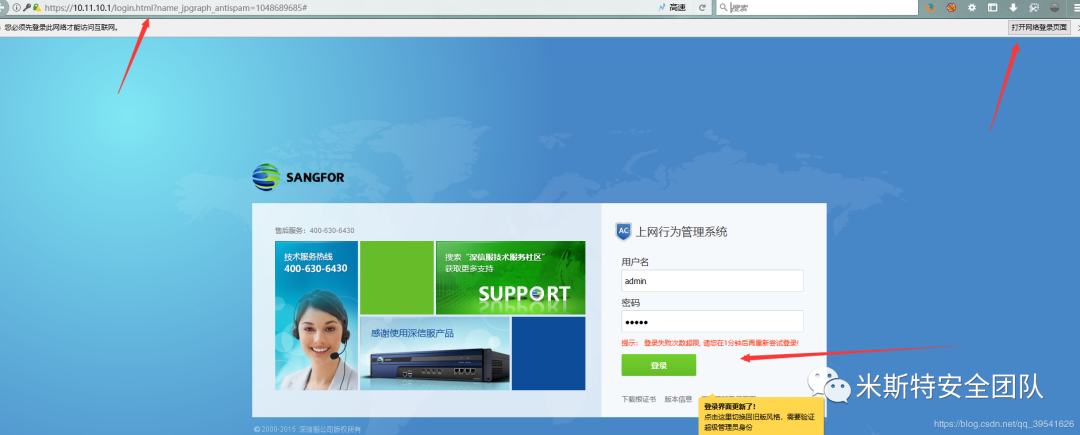 https://10.11.10.1/login.html?name_jpgraph_antispam=1048689685#
高速
搜索
您必须先登录此网络才能访问互联网。
打开网络登录页面
SANGFOR
售后服务：400-630-6430
技术服务热线
400-630-6430
搜索“深信服技术服务社区”
获取更多支持
SUPPORT
感谢使用深信服产品
AC
上网行为管理系统
用户名
admin
密码
提示： 登录失败次数超限, 请您在1分钟后再重新尝试登录!
登录
下载根证书 版本信息
登录界面更新了!
点击这里切换回旧版风格，需要验证
超级管理员身份
米斯特安全团队
https://blog.csdn.net/qq_39541626
© 2000-2015 深信服公司版权所有